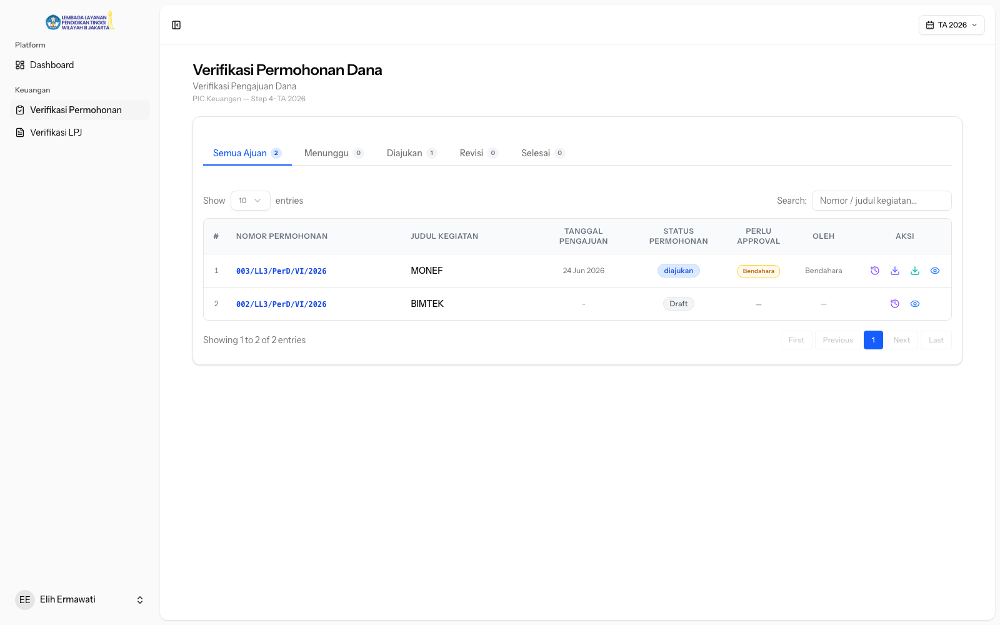 LEMBAGA LAYANAN
PENDIDIKAN TINGGI
WILAYAH III JAKARTA
Platform
Dashboard
Keuangan
Verifikasi Permohonan
Verifikasi LPJ
EE
Elih Ermawati
TA 2026
Verifikasi Permohonan Dana
Verifikasi Pengajuan Dana
PIC Keuangan — Step 4 · TA 2026
Semua Ajuan 2 Menunggu 0 Diajukan 1 Revisi 0 Selesai 0
Show 10 entries
Search: Nomor / judul kegiatan...
# NOMOR PERMOHONAN JUDUL KEGIATAN TANGGAL PENGAJUAN STATUS PERMOHONAN PERLU APPROVAL OLEH AKSI
1 003/LL3/PerD/VI/2026 MONEF 24 Jun 2026 diajukan Bendahara Bendahara
2 002/LL3/PerD/VI/2026 BIMTEK - Draft — —
Showing 1 to 2 of 2 entries
First Previous 1 Next Last